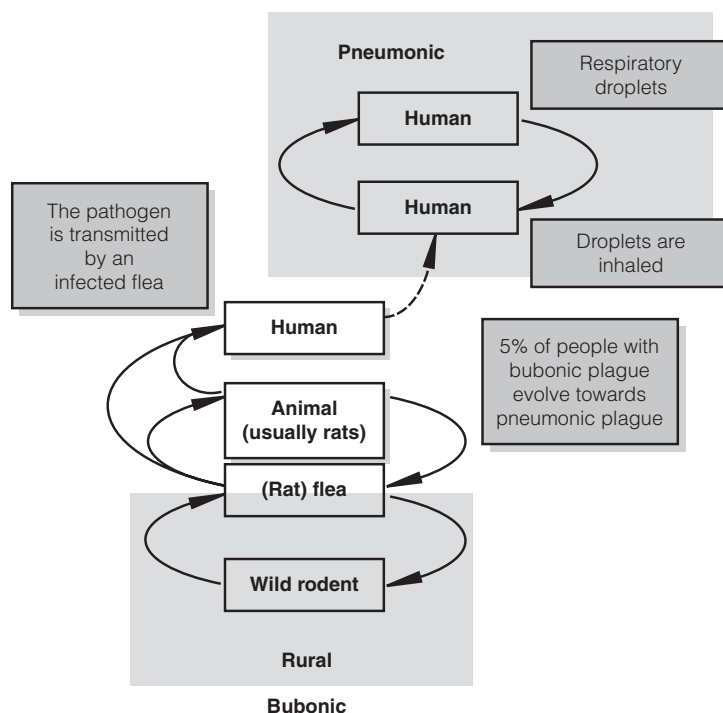 Pneumonic
Respiratory
droplets
Human
Human
The pathogen
is transmitted
by an
infected flea
Droplets are
inhaled
Human
5% of people with
bubonic plague
evolve towards
pneumonic plague
Animal
(usually rats)
(Rat) flea
Wild rodent
Rural
Bubonic